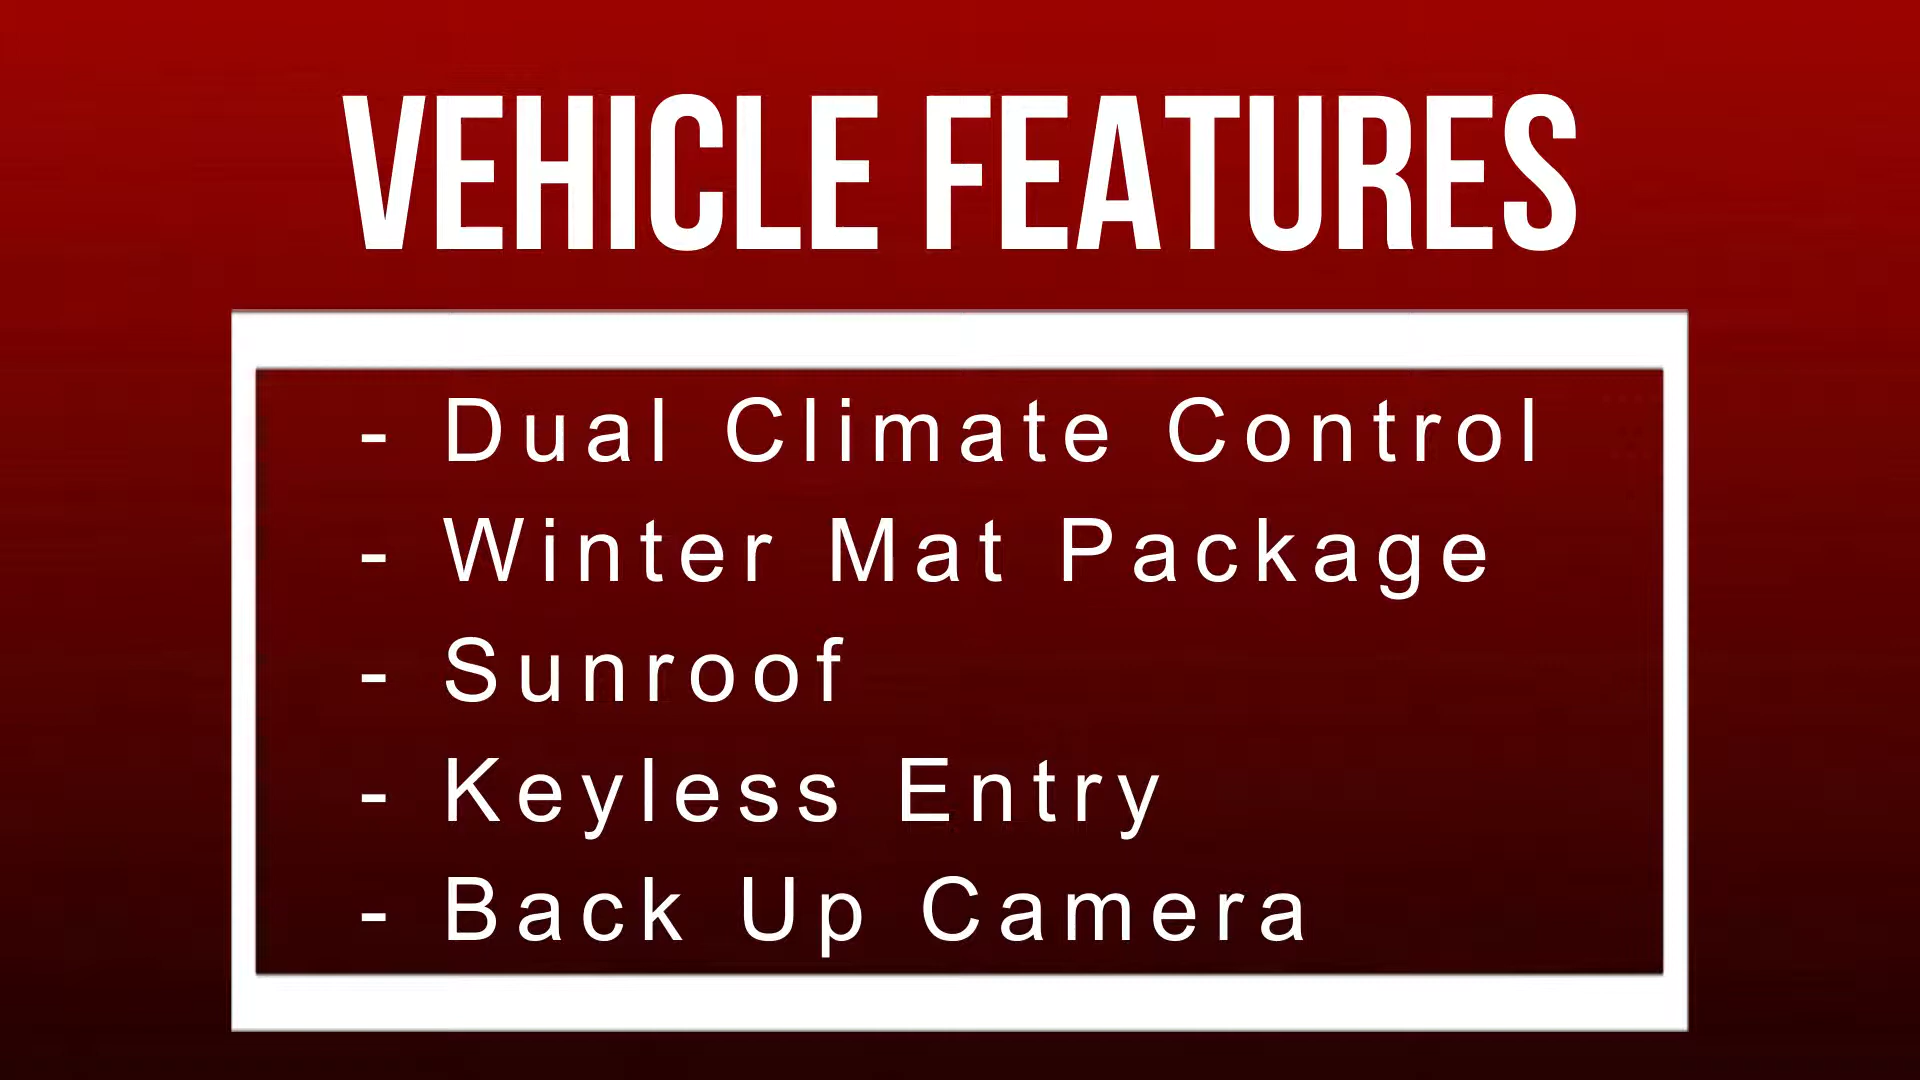 VEHICLE FEATURES
- Dual Climate Control
- Winter Mat Package
- Sunroof
- Keyless Entry
- Back Up Camera